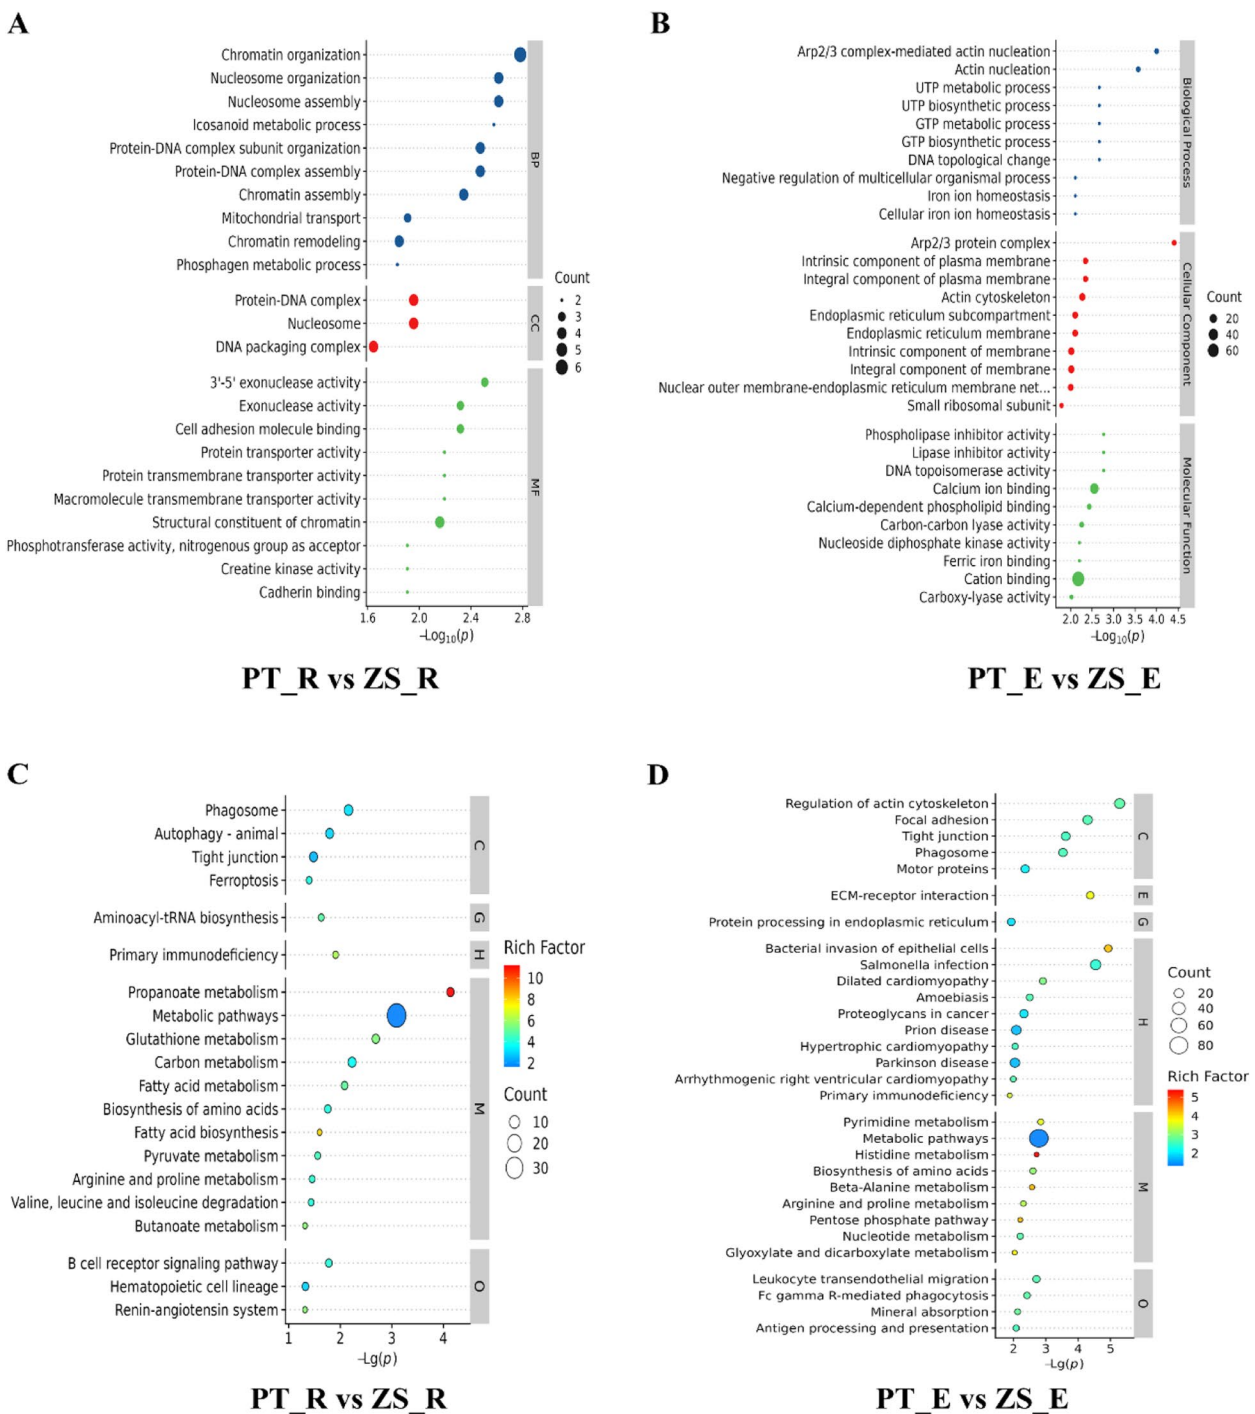 A
Chromatin organization
Nucleosome organization
Nucleosome assembly
Icosanoid metabolic process
Protein-DNA complex subunit organization
Protein-DNA complex assembly
Chromatin assembly
Mitochondrial transport
Chromatin remodeling
Phosphagen metabolic process
BP
Protein-DNA complex
Nucleosome
DNA packaging complex
CC
3'-5' exonuclease activity
Exonuclease activity
Cell adhesion molecule binding
Protein transporter activity
Protein transmembrane transporter activity
Macromolecule transmembrane transporter activity
Structural constituent of chromatin
Phosphotransferase activity, nitrogenous group as acceptor
Creatine kinase activity
Cadherin binding
MF
1.6 2.0 2.4 2.8
−Log10(p)
Count
2
3
4
5
6
PT_R vs ZS_R
B
Arp2/3 complex-mediated actin nucleation
Actin nucleation
UTP metabolic process
UTP biosynthetic process
GTP metabolic process
GTP biosynthetic process
DNA topological change
Negative regulation of multicellular organismal process
Iron ion homeostasis
Cellular iron ion homeostasis
Biological Process
Arp2/3 protein complex
Intrinsic component of plasma membrane
Integral component of plasma membrane
Actin cytoskeleton
Endoplasmic reticulum subcompartment
Endoplasmic reticulum membrane
Intrinsic component of membrane
Integral component of membrane
Nuclear outer membrane-endoplasmic reticulum membrane net...
Small ribosomal subunit
Cellular Component
Phospholipase inhibitor activity
Lipase inhibitor activity
DNA topoisomerase activity
Calcium ion binding
Calcium-dependent phospholipid binding
Carbon-carbon lyase activity
Nucleoside diphosphate kinase activity
Ferric iron binding
Cation binding
Carboxy-lyase activity
Molecular Function
2.0 2.5 3.0 3.5 4.0 4.5
−Log10(p)
Count
20
40
60
PT_E vs ZS_E
C
Phagosome
Autophagy - animal
Tight junction
Ferroptosis
C
Aminoacyl-tRNA biosynthesis
G
Primary immunodeficiency
H
Propanoate metabolism
Metabolic pathways
Glutathione metabolism
Carbon metabolism
Fatty acid metabolism
Biosynthesis of amino acids
Fatty acid biosynthesis
Pyruvate metabolism
Arginine and proline metabolism
Valine, leucine and isoleucine degradation
Butanoate metabolism
M
B cell receptor signaling pathway
Hematopoietic cell lineage
Renin-angiotensin system
O
1 2 3 4
−Lg(p)
Rich Factor
10
8
6
4
2
Count
10
20
30
PT_R vs ZS_R
D
Regulation of actin cytoskeleton
Focal adhesion
Tight junction
Phagosome
Motor proteins
C
ECM-receptor interaction
E
Protein processing in endoplasmic reticulum
G
Bacterial invasion of epithelial cells
Salmonella infection
Dilated cardiomyopathy
Amoebiasis
Proteoglycans in cancer
Prion disease
Hypertrophic cardiomyopathy
Parkinson disease
Arrhythmogenic right ventricular cardiomyopathy
Primary immunodeficiency
H
Pyrimidine metabolism
Metabolic pathways
Histidine metabolism
Biosynthesis of amino acids
Beta-Alanine metabolism
Arginine and proline metabolism
Pentose phosphate pathway
Nucleotide metabolism
Glyoxylate and dicarboxylate metabolism
M
Leukocyte transendothelial migration
Fc gamma R-mediated phagocytosis
Mineral absorption
Antigen processing and presentation
O
2 3 4 5
−Lg(p)
Count
20
40
60
80
Rich Factor
5
4
3
2
PT_E vs ZS_E